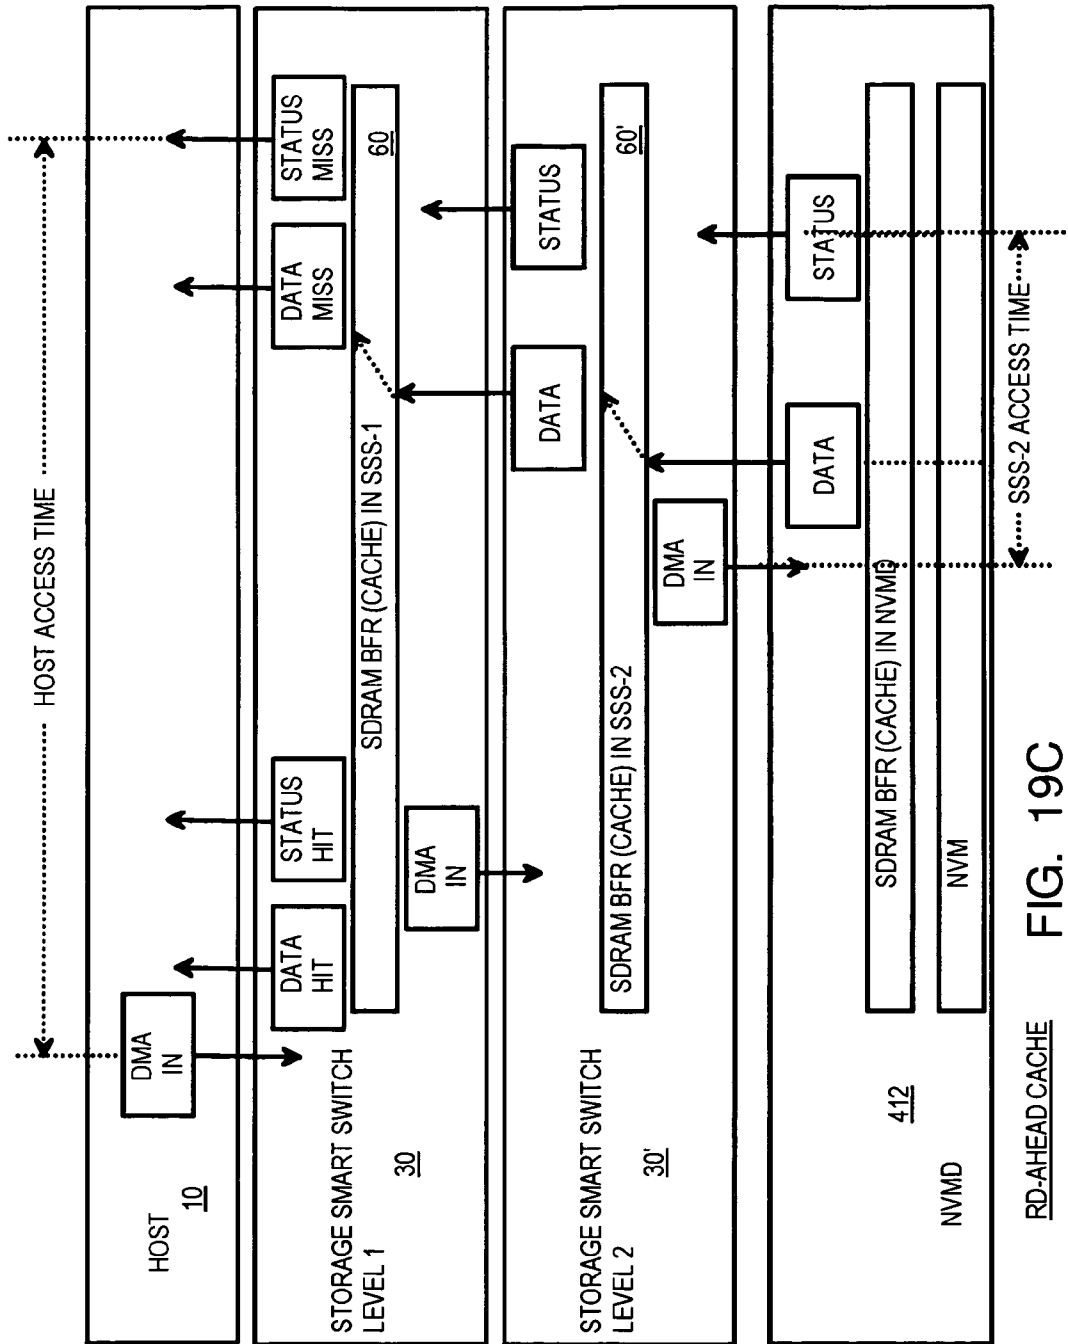 HOST ACCESS TIME
HOST
10
DMA
IN
STORAGE SMART SWITCH
LEVEL 1
30
DATA
HIT
STATUS
HIT
DATA
MISS
STATUS
MISS
SDRAM BFR (CACHE) IN SSS-1
60
DMA
IN
STORAGE SMART SWITCH
LEVEL 2
30'
DATA
STATUS
SDRAM BFR (CACHE) IN SSS-2
60'
DMA
IN
NVMD
412
DATA
STATUS
SDRAM BFR (CACHE) IN NVMD
NVM
SSS-2 ACCESS TIME
RD-AHEAD CACHE
FIG. 19C